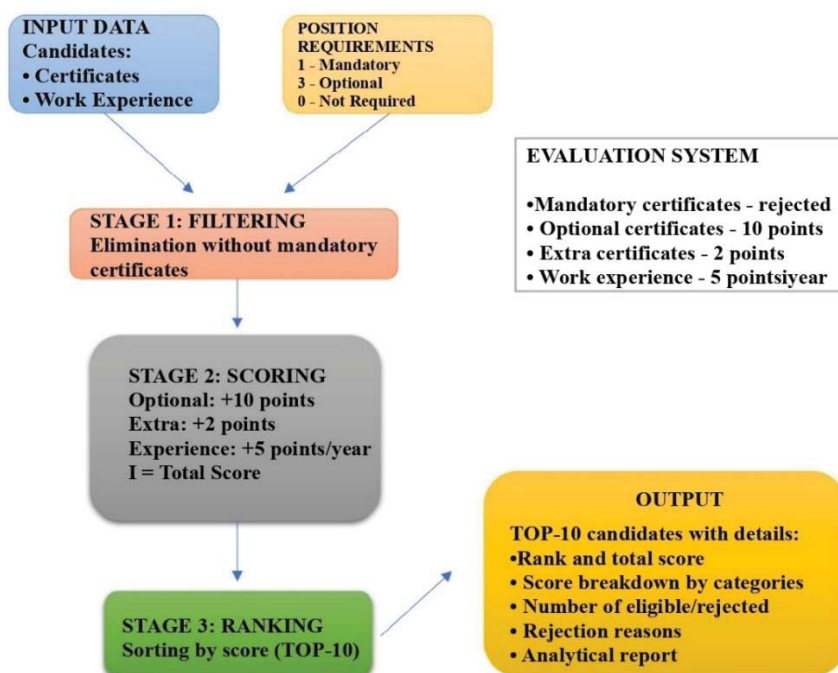 INPUT DATA
Candidates:
• Certificates
• Work Experience
POSITION
REQUIREMENTS
1 - Mandatory
3 - Optional
0 - Not Required
EVALUATION SYSTEM
•Mandatory certificates - rejected
• Optional certificates - 10 points
• Extra certificates - 2 points
• Work experience - 5 pointsiyear
STAGE 1: FILTERING
Elimination without mandatory
certificates
STAGE 2: SCORING
Optional: +10 points
Extra: +2 points
Experience: +5 points/year
I = Total Score
STAGE 3: RANKING
Sorting by score (TOP-10)
OUTPUT
TOP-10 candidates with details:
•Rank and total score
• Score breakdown by categories
• Number of eligible/rejected
• Rejection reasons
• Analytical report